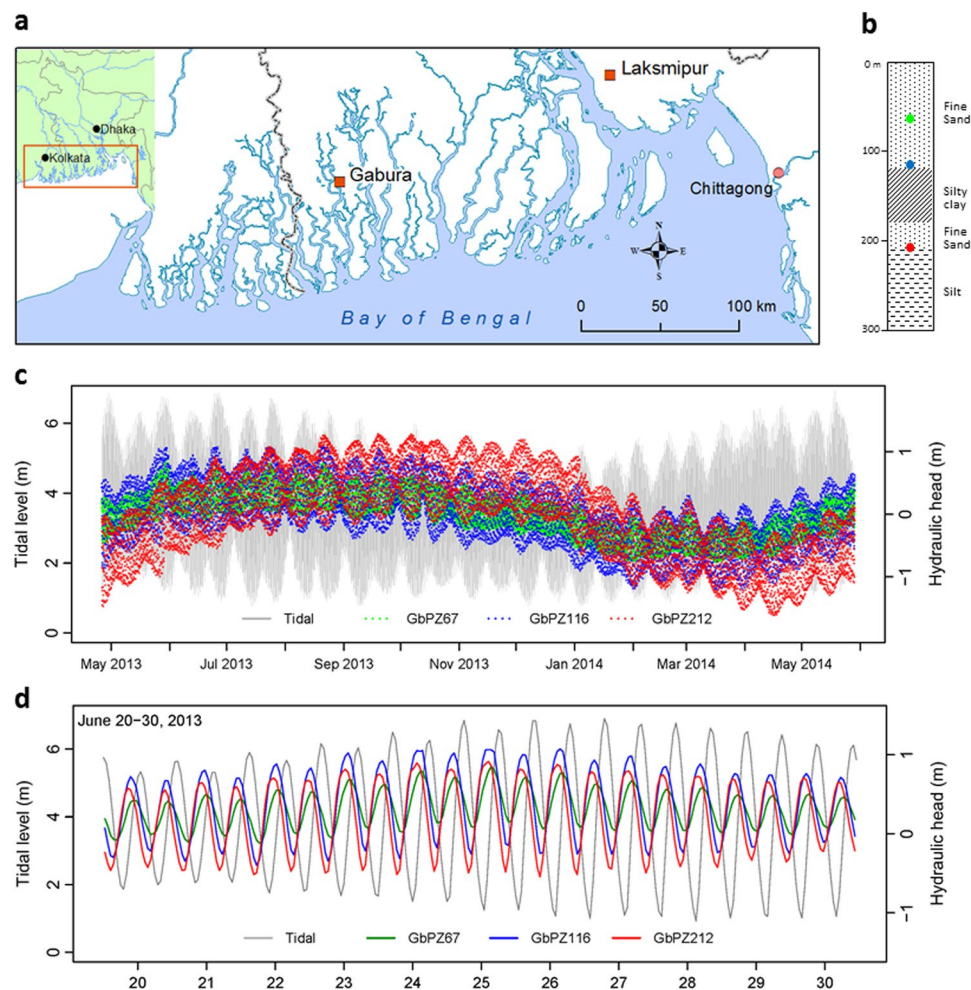 a
Dhaka
Kolkata
Laksmipur
Gabura
Chittagong
N
W E
S
0 50 100 km
Bay of Bengal
b
0 m
Fine
Sand
100
Silty
clay
Fine
Sand
200
Silt
300
c
Tidal level (m)
6
4
2
0
Hydraulic head (m)
1
0
−1
Tidal GbPZ67 GbPZ116 GbPZ212
May 2013 Jul 2013 Sep 2013 Nov 2013 Jan 2014 Mar 2014 May 2014
d
June 20−30, 2013
Tidal level (m)
6
4
2
0
Hydraulic head (m)
1
0
−1
Tidal GbPZ67 GbPZ116 GbPZ212
20 21 22 23 24 25 26 27 28 29 30